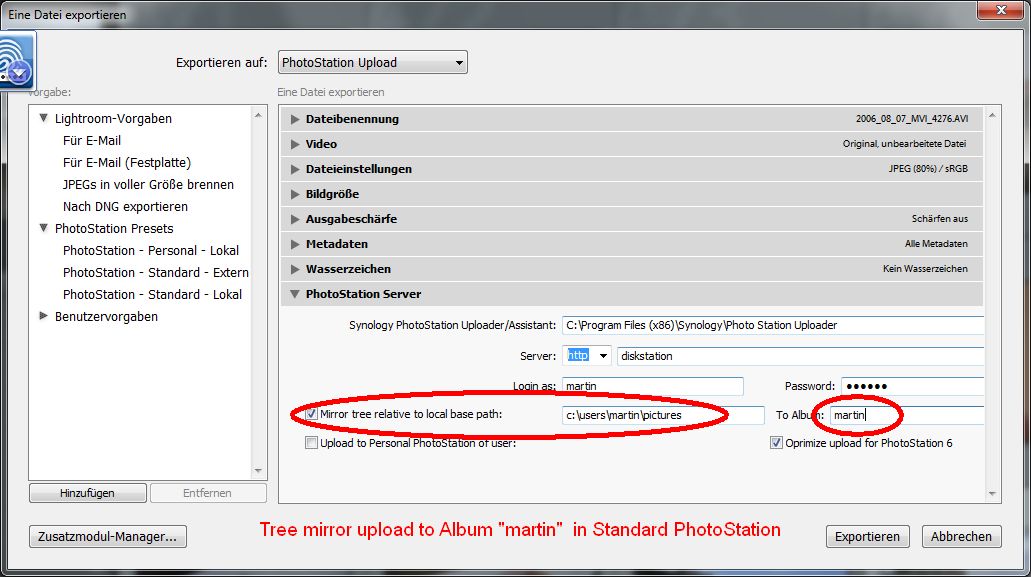 Eine Datei exportieren
Exportieren auf: PhotoStation Upload
Vorgabe: Eine Datei exportieren
Lightroom-Vorgaben
Für E-Mail
Für E-Mail (Festplatte)
JPEGs in voller Größe brennen
Nach DNG exportieren
PhotoStation Presets
PhotoStation - Personal - Lokal
PhotoStation - Standard - Extern
PhotoStation - Standard - Lokal
Benutzervorgaben
Hinzufügen Entfernen
Dateibenennung 2006_08_07_MVI_4276.AVI
Video Original, unbearbeitete Datei
Dateieinstellungen JPEG (80%) / sRGB
Bildgröße
Ausgabeschärfe Schärfen aus
Metadaten Alle Metadaten
Wasserzeichen Kein Wasserzeichen
PhotoStation Server
Synology PhotoStation Uploader/Assistant: C:\Program Files (x86)\Synology\Photo Station Uploader
Server: http diskstation
Login as: martin Password: ••••••
Mirror tree relative to local base path: c:\users\martin\pictures To Album: martin
Upload to Personal PhotoStation of user: Oprimize upload for PhotoStation 6
Tree mirror upload to Album "martin" in Standard PhotoStation
Zusatzmodul-Manager... Exportieren Abbrechen